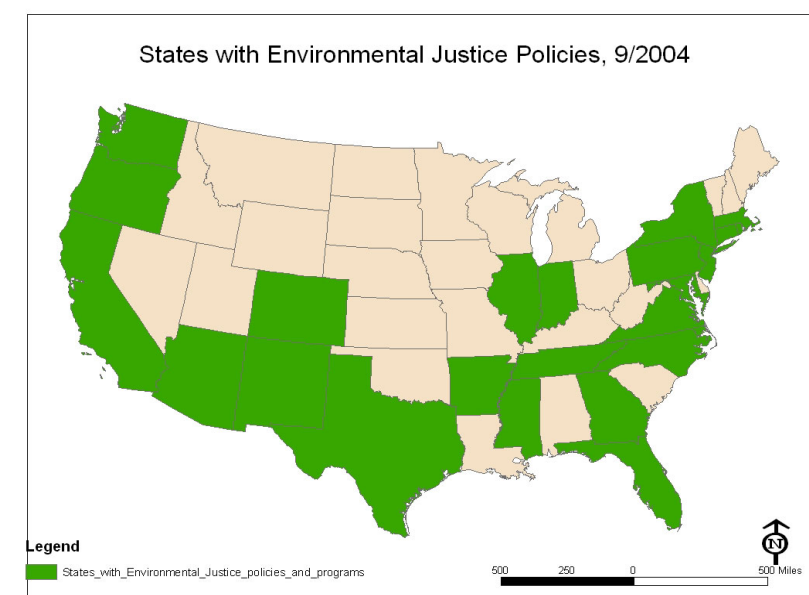 States with Environmental Justice Policies, 9/2004
N
Legend
States_with_Environmental_Justice_policies_and_programs
500 250 0 500 Miles